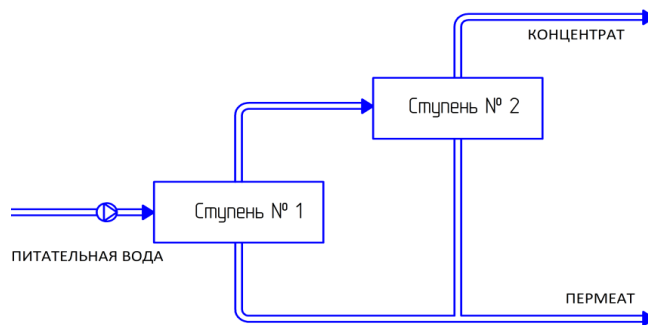 КОНЦЕНТРАТ
Ступень № 2
Ступень № 1
ПИТАТЕЛЬНАЯ ВОДА
ПЕРМЕАТ